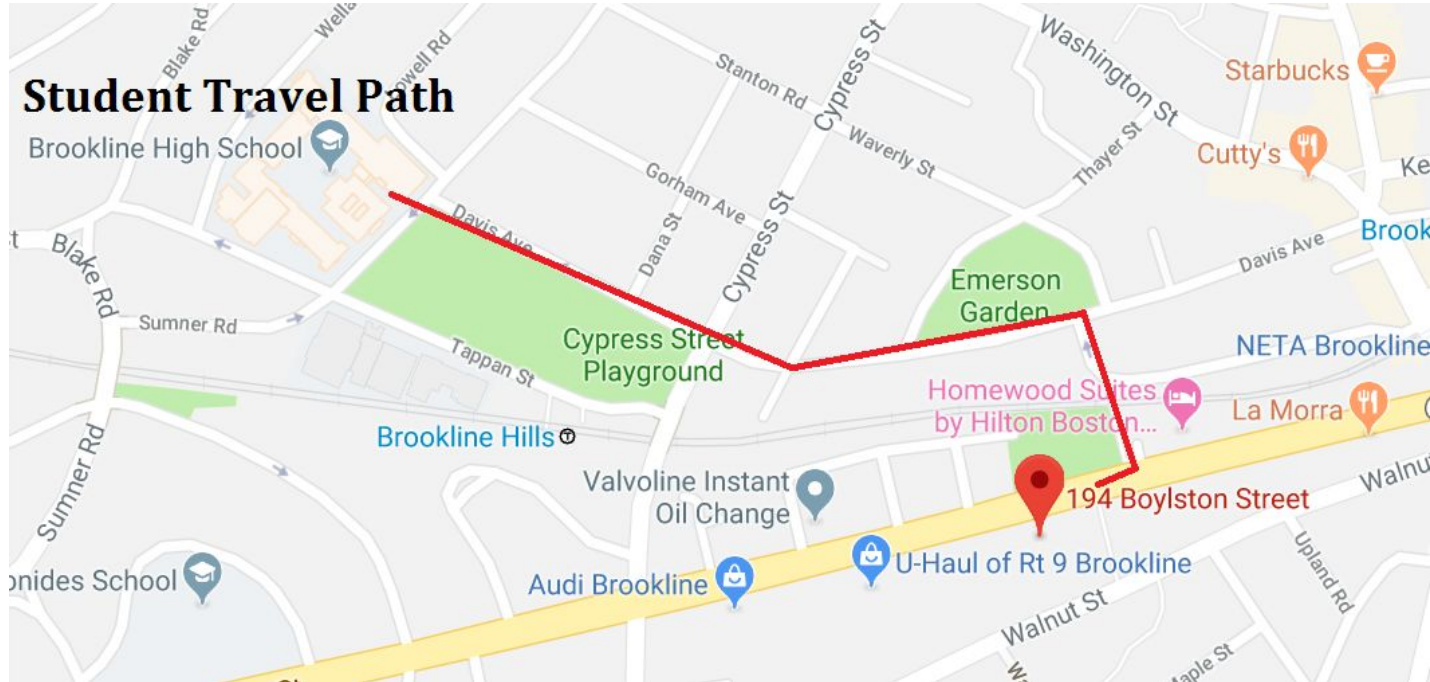 Student Travel Path
Blake Rd
Brookline High School
Cypress St
Stanton Rd
Waverly St
Washington St
Thayer St
Starbucks
Cutty's
Gorham Ave
Davis Ave
Dana St
Cypress St
Blake Rd
Sumner Rd
Emerson
Garden
Davis Ave
Cypress Street
Playground
Tappan St
NETA Brookline
Homewood Suites
by Hilton Boston...
La Morra
Brookline Hills
Sumner Rd
Valvoline Instant
Oil Change
194 Boylston Street
U-Haul of Rt 9 Brookline
Audi Brookline
onides School
Walnut St
Upland Rd